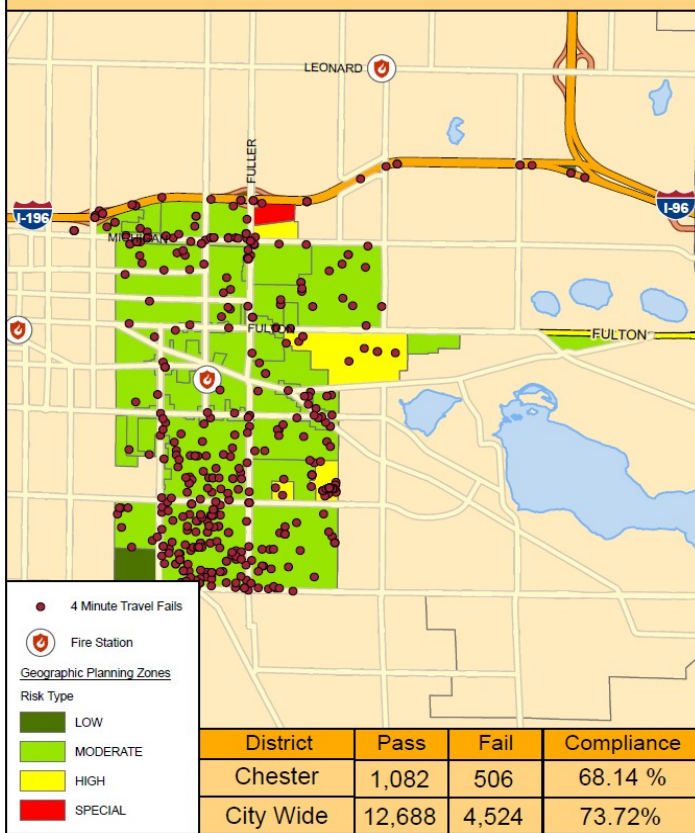 LEONARD
FULLER
I-196
I-96
MICHIGAN
FULTON
FULTON
4 Minute Travel Fails
Fire Station
Geographic Planning Zones
Risk Type
LOW
MODERATE
HIGH
SPECIAL
District Pass Fail Compliance
Chester 1,082 506 68.14 %
City Wide 12,688 4,524 73.72%